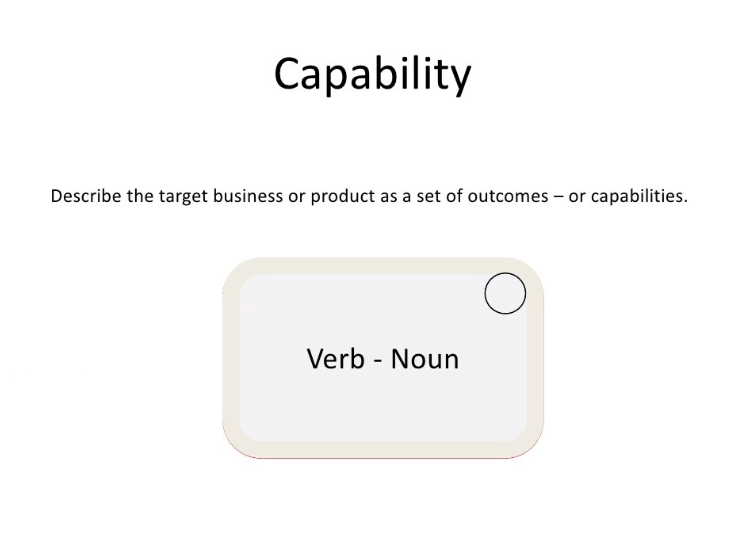 Capability
Describe the target business or product as a set of outcomes – or capabilities.
Verb - Noun